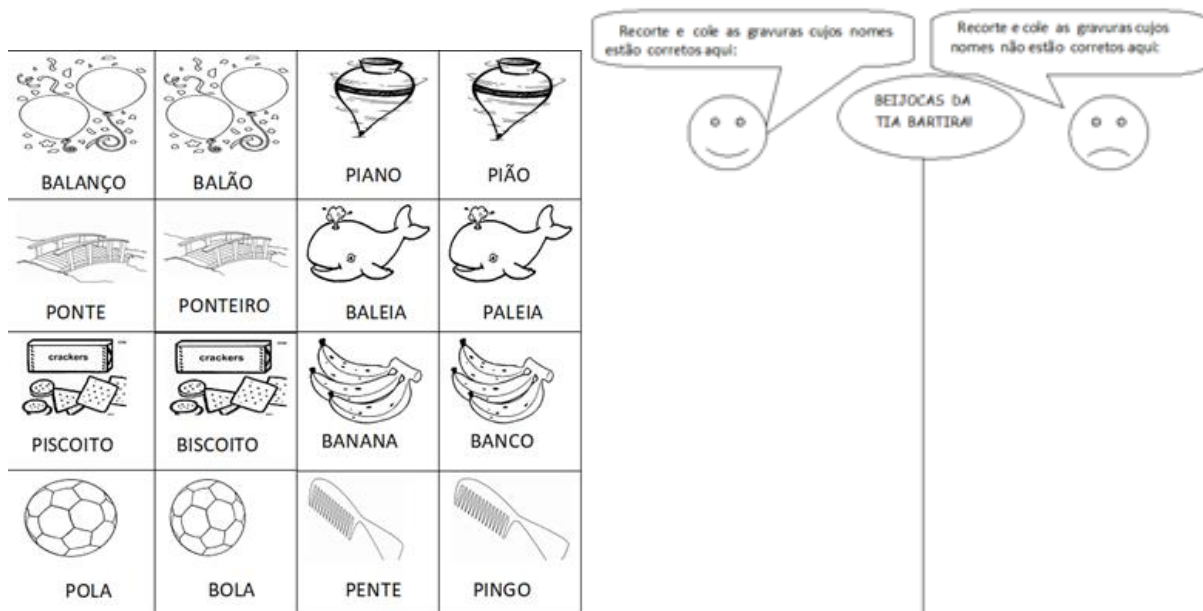 Recorte e cole as gravuras cujos nomes
estão corretos aqui:
Recorte e cole as gravuras cujos
nomes não estão corretos aqui:
BEIJOCAS DA
TIA BARTIRA!
BALANÇO
BALÃO
PIANO
PIÃO
PONTE
PONTEIRO
BALEIA
PALEIA
crackers
crackers
PISCOITO
BISCOITO
BANANA
BANCO
POLA
BOLA
PENTE
PINGO